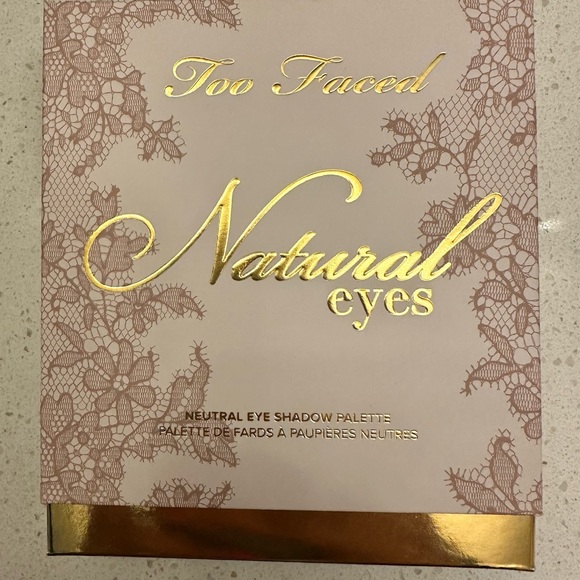 Too Faced
Natural
eyes
NEUTRAL EYE SHADOW PALETTE
PALETTE DE FARDS A PAUPIÈRES NEUTRES